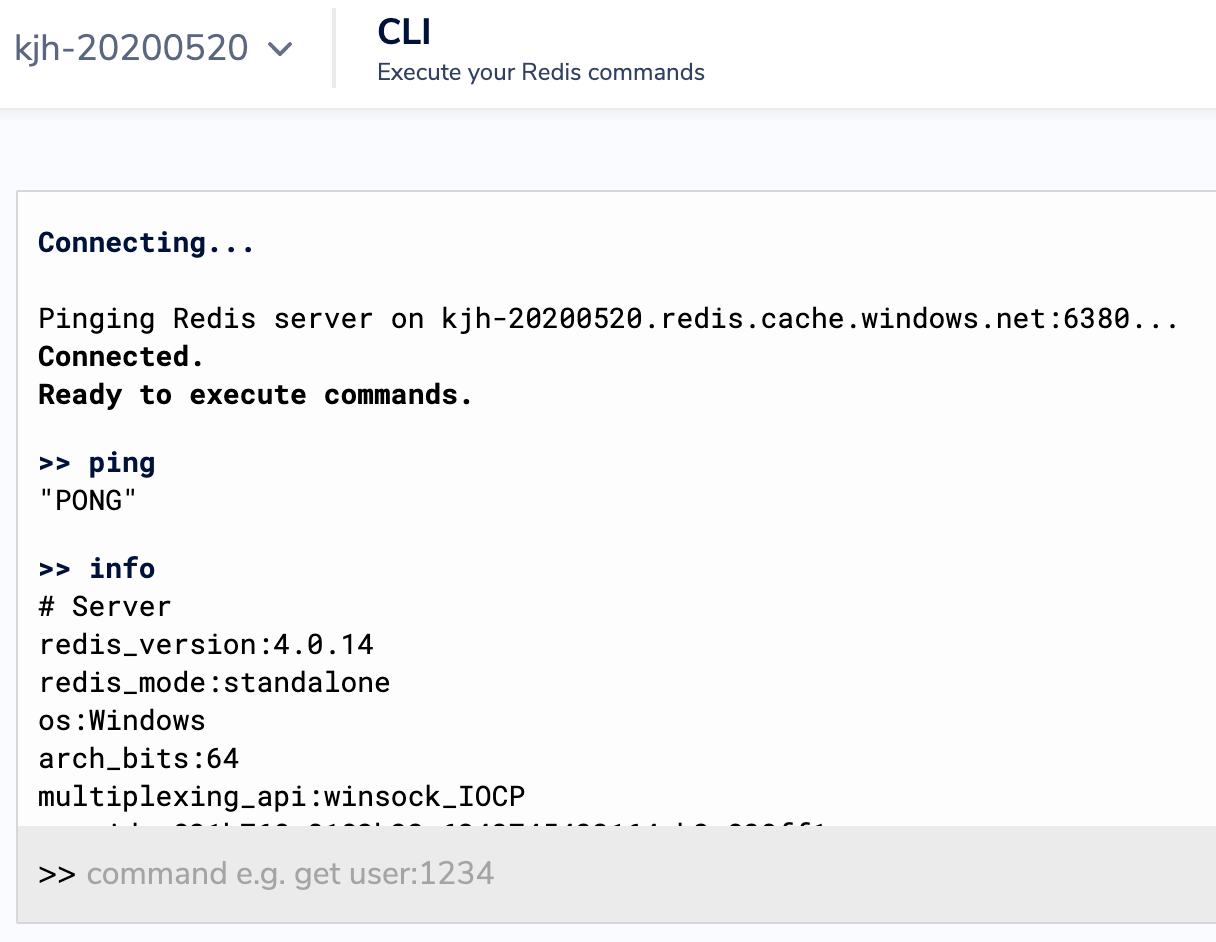 kjh-20200520
CLI
Execute your Redis commands
Connecting...
Pinging Redis server on kjh-20200520.redis.cache.windows.net:6380...
Connected.
Ready to execute commands.
>> ping
"PONG"
>> info
# Server
redis_version:4.0.14
redis_mode:standalone
os:Windows
arch_bits:64
multiplexing_api:winsock_IOCP
>> command e.g. get user:1234